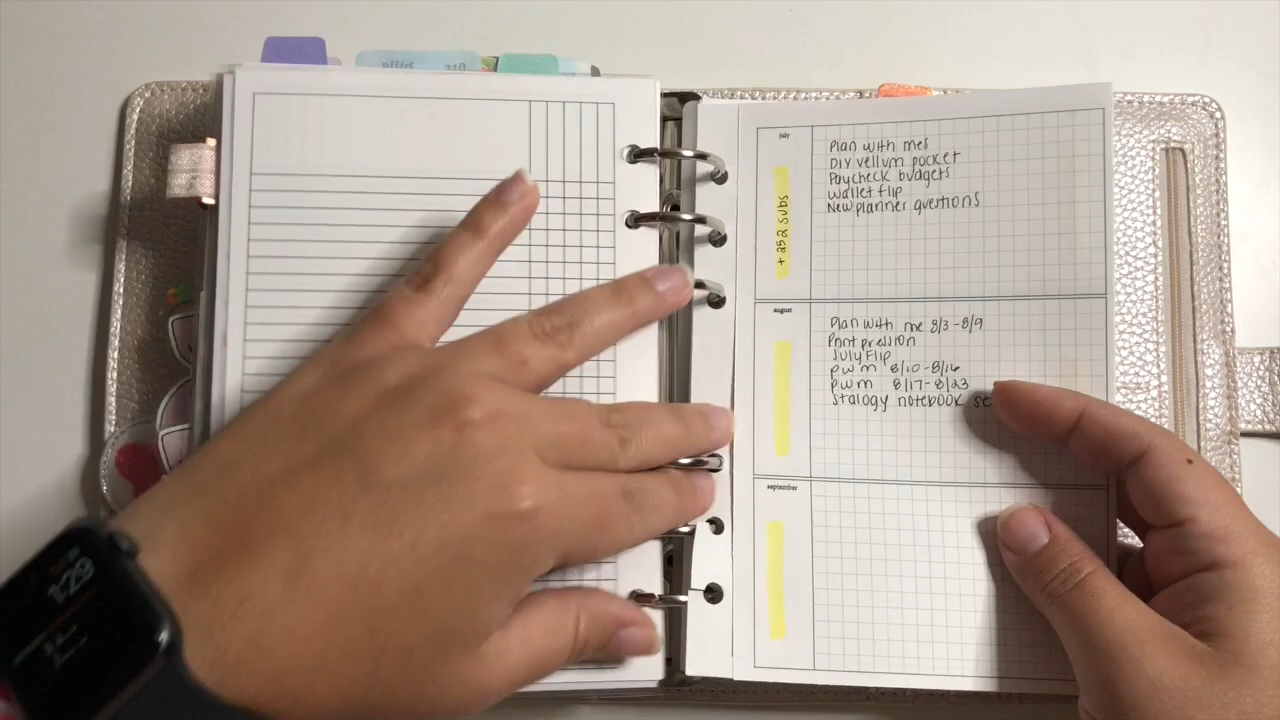 july
Plan with mes
DIY vellum pocket
Paycheck budgets
Wallet flip
New planner questions
+ 252 subs
august
Plan with me 8/3-8/9
Print pression
July Flip
pwm 8/10-8/16
pwm 8/17-8/23
Stalogy notebook se
september
1:29